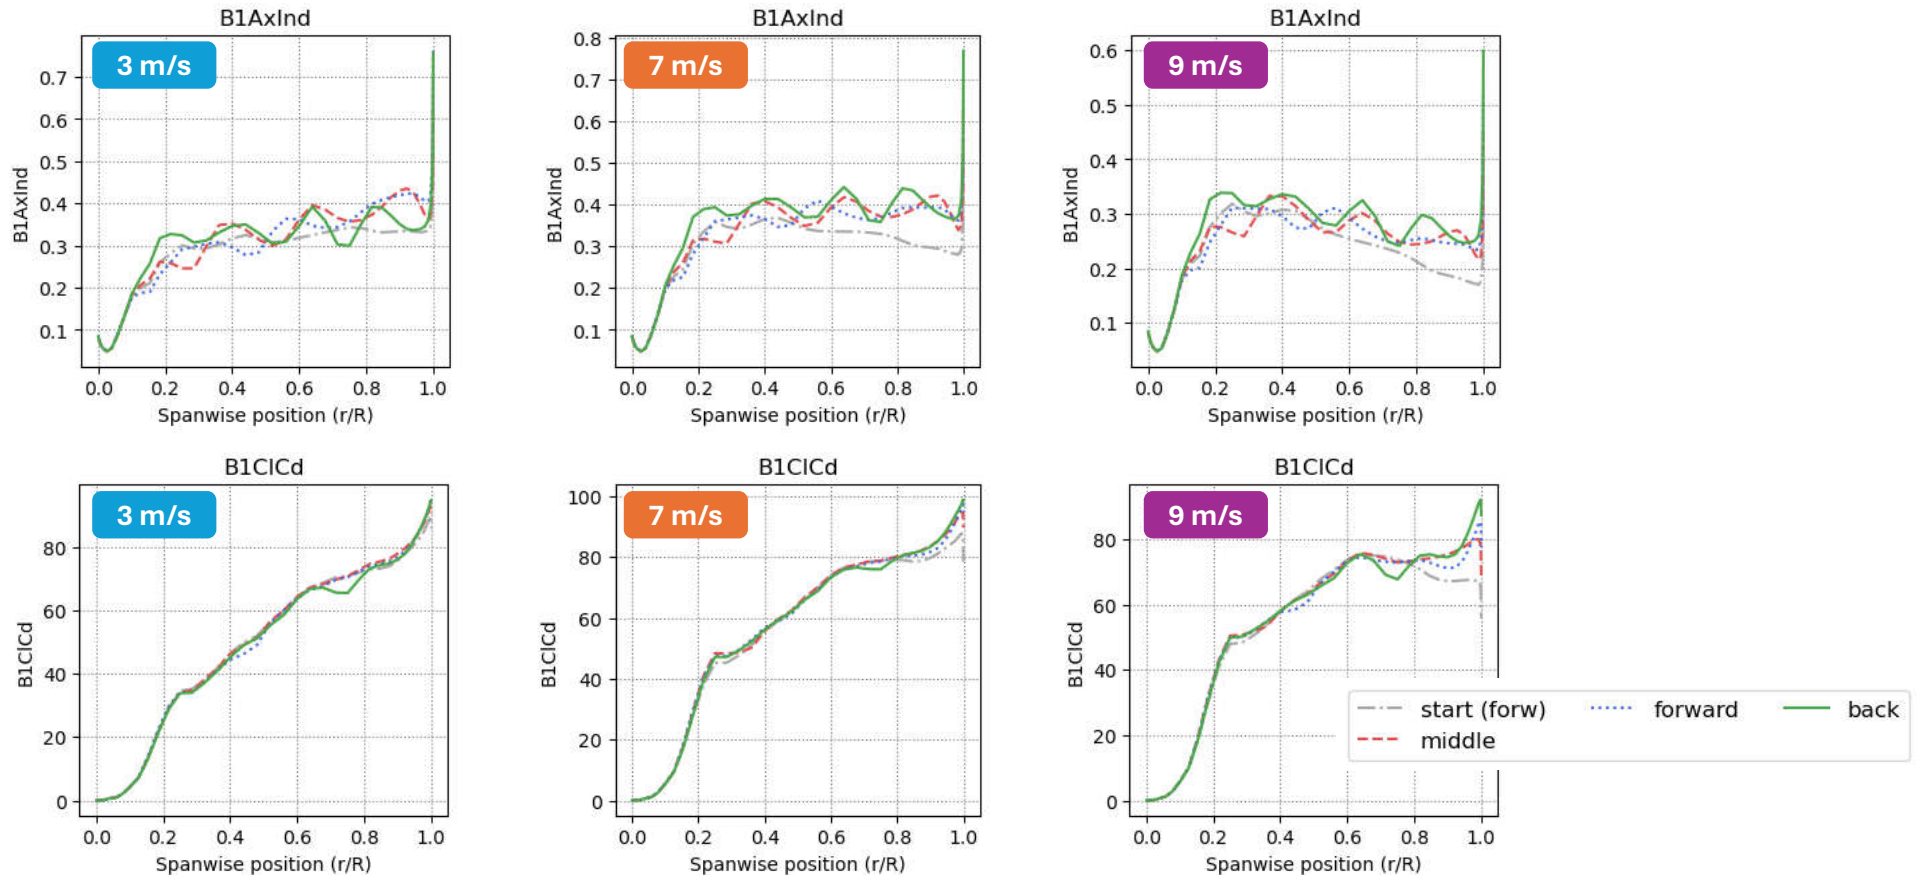 B1AxInd
3 m/s
0.7
0.6
0.5
0.4
0.3
0.2
0.1
B1AxInd
0.0 0.2 0.4 0.6 0.8 1.0
Spanwise position (r/R)
B1AxInd
7 m/s
0.8
0.7
0.6
0.5
0.4
0.3
0.2
0.1
B1AxInd
0.0 0.2 0.4 0.6 0.8 1.0
Spanwise position (r/R)
B1AxInd
9 m/s
0.6
0.5
0.4
0.3
0.2
0.1
B1AxInd
0.0 0.2 0.4 0.6 0.8 1.0
Spanwise position (r/R)
B1ClCd
3 m/s
80
60
40
20
0
B1ClCd
0.0 0.2 0.4 0.6 0.8 1.0
Spanwise position (r/R)
B1ClCd
7 m/s
100
80
60
40
20
0
B1ClCd
0.0 0.2 0.4 0.6 0.8 1.0
Spanwise position (r/R)
B1ClCd
9 m/s
80
60
40
20
0
B1ClCd
0.0 0.2 0.4 0.6 0.8 1.0
Spanwise position (r/R)
start (forw) forward back
middle